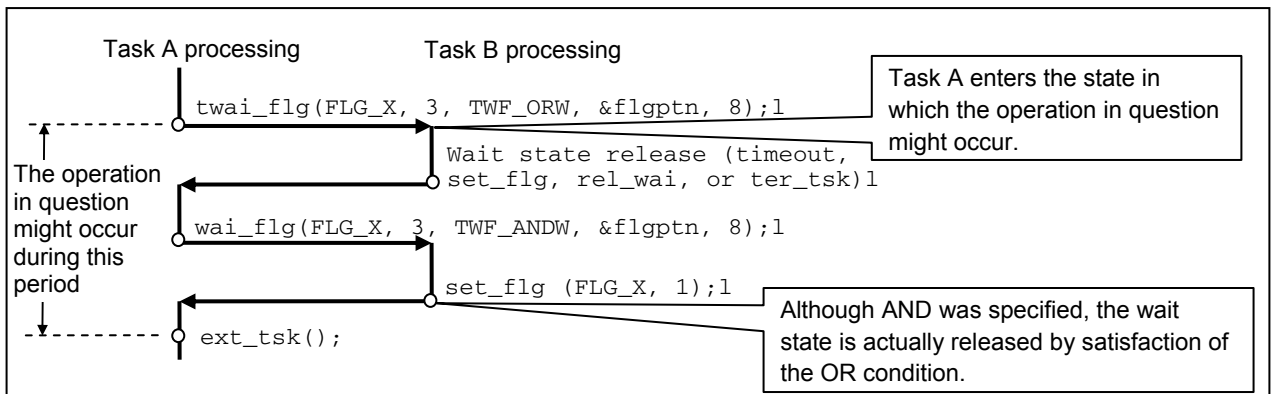 Task A processing
Task B processing
twai_flg(FLG_X, 3, TWF_ORW, &flgptn, 8);l
Task A enters the state in
which the operation in question
might occur.
Wait state release (timeout,
set_flg, rel_wai, or ter_tsk)l
The operation
in question
might occur
during this
period
wai_flg(FLG_X, 3, TWF_ANDW, &flgptn, 8);l
set_flg (FLG_X, 1);l
Although AND was specified, the wait
state is actually released by satisfaction of
the OR condition.
ext_tsk();